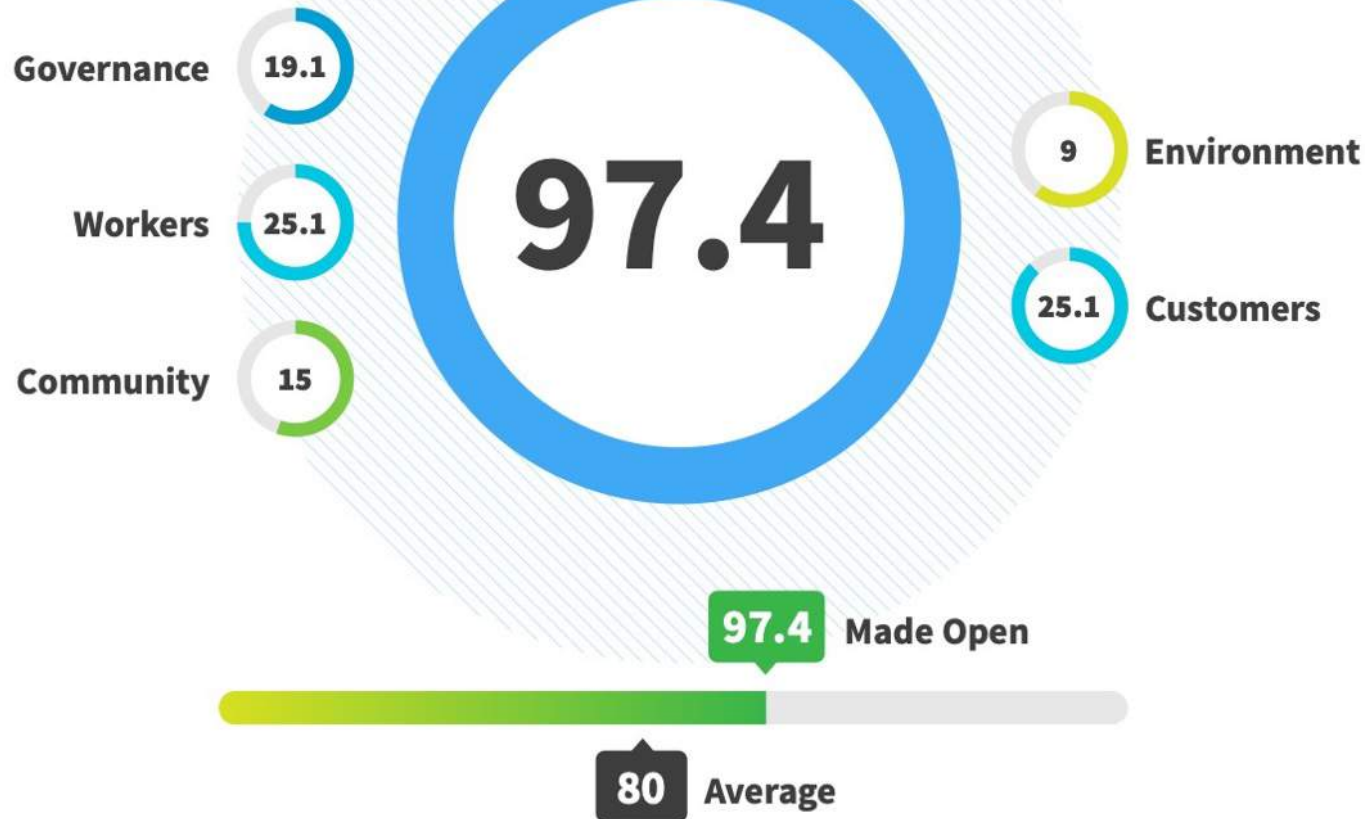 Governance 19.1
Workers 25.1
Community 15
97.4
9 Environment
25.1 Customers
97.4 Made Open
80 Average